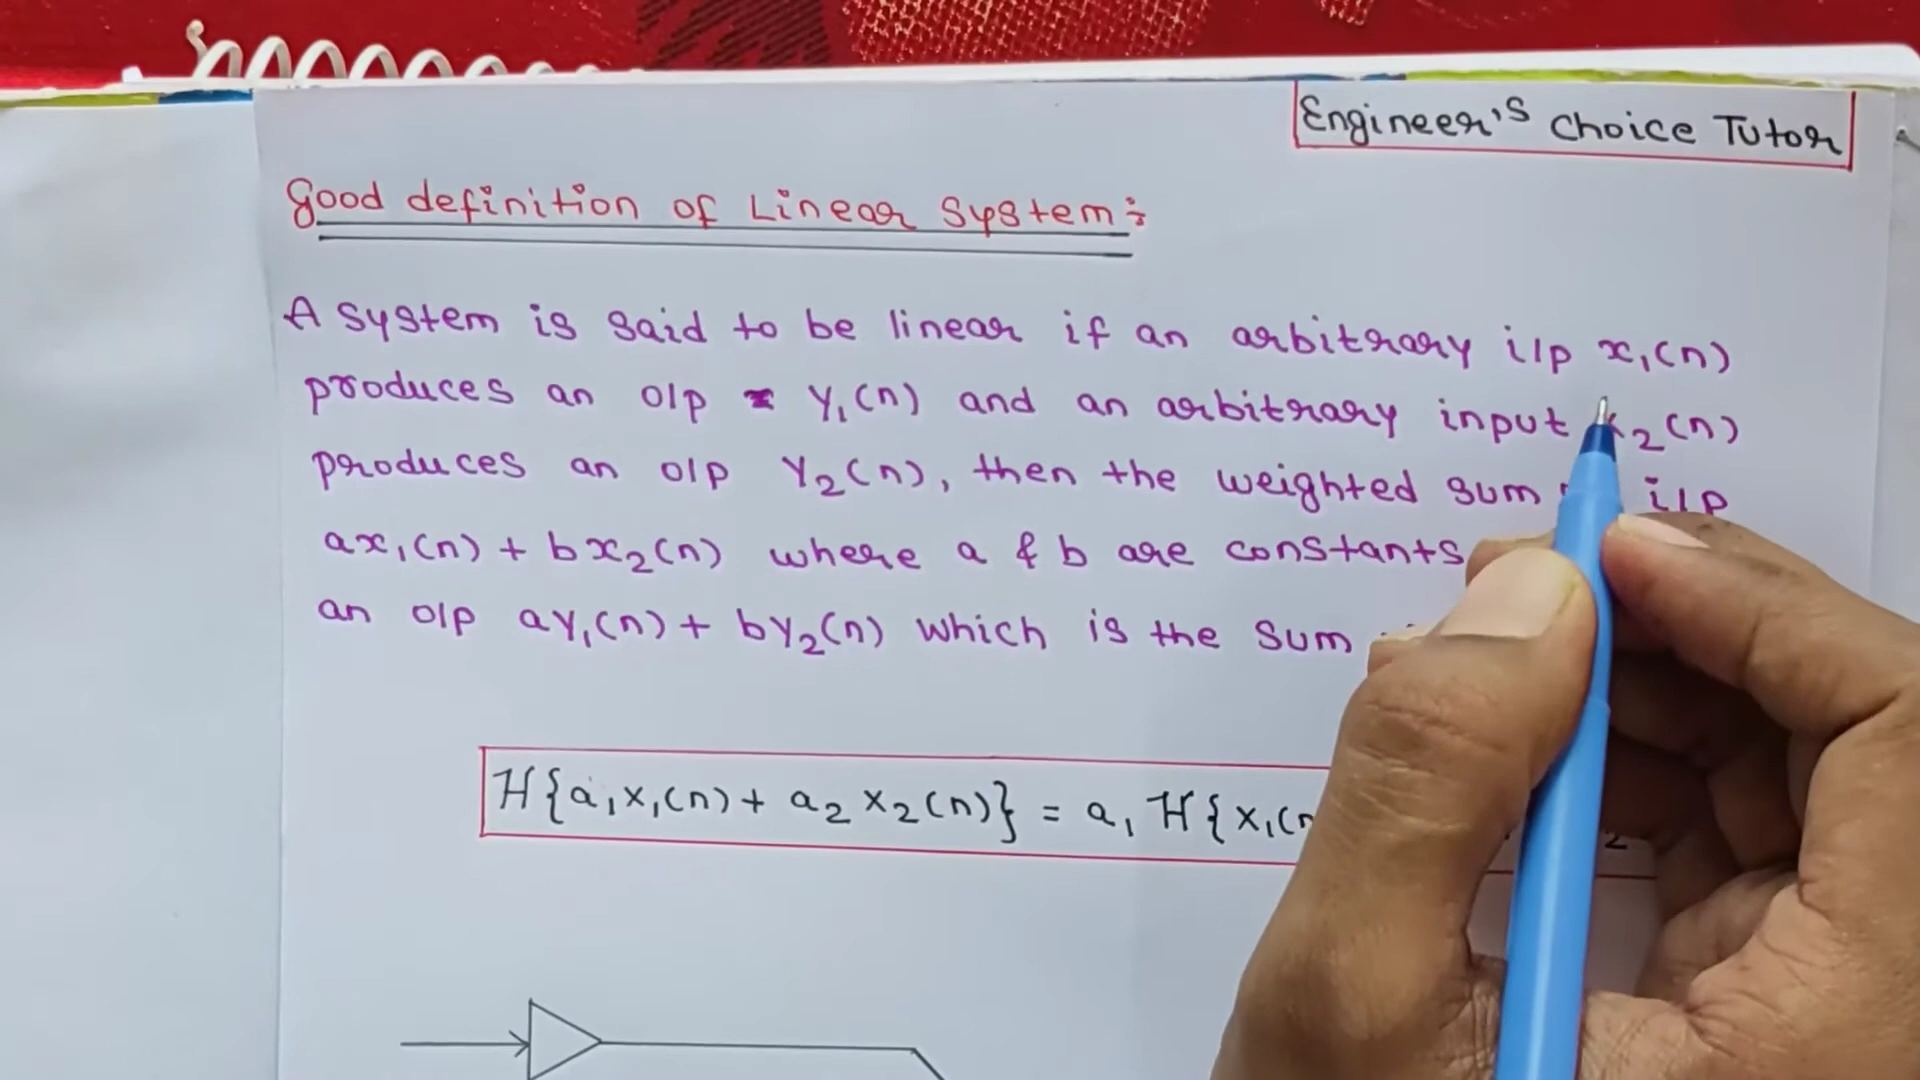 Engineer's Choice Tutor
Good definition of Linear System:
A system is said to be linear if an arbitrary i/p x₁(n)
produces an o/p Y₁(n) and an arbitrary input x₂(n)
produces an o/p Y₂(n), then the weighted sum i/p
ax₁(n) + bx₂(n) where a & b are constants
an o/p aY₁(n) + bY₂(n) which is the sum
H{a₁x₁(n) + a₂x₂(n)} = a₁ H{x₁(n 2